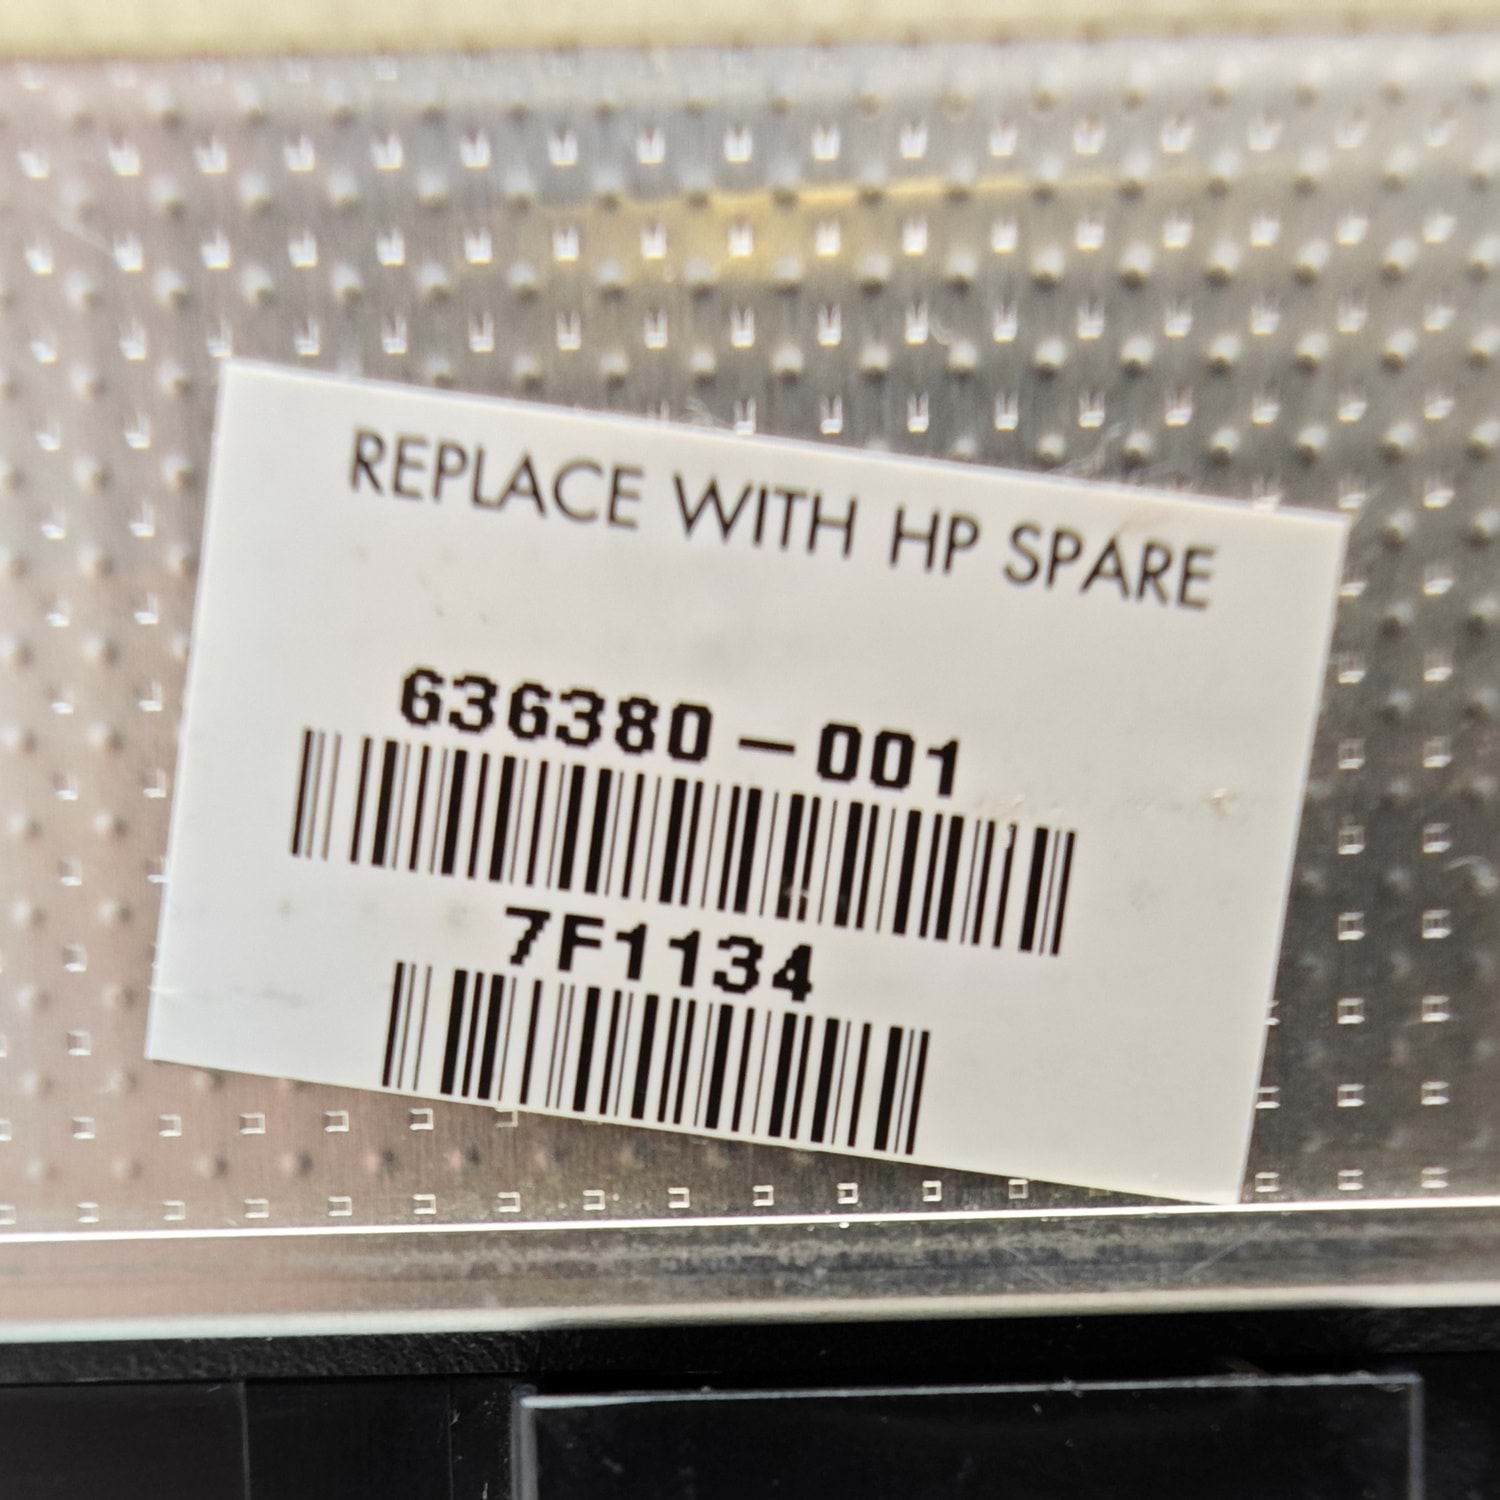 REPLACE WITH HP SPARE
636380-001
7F1134